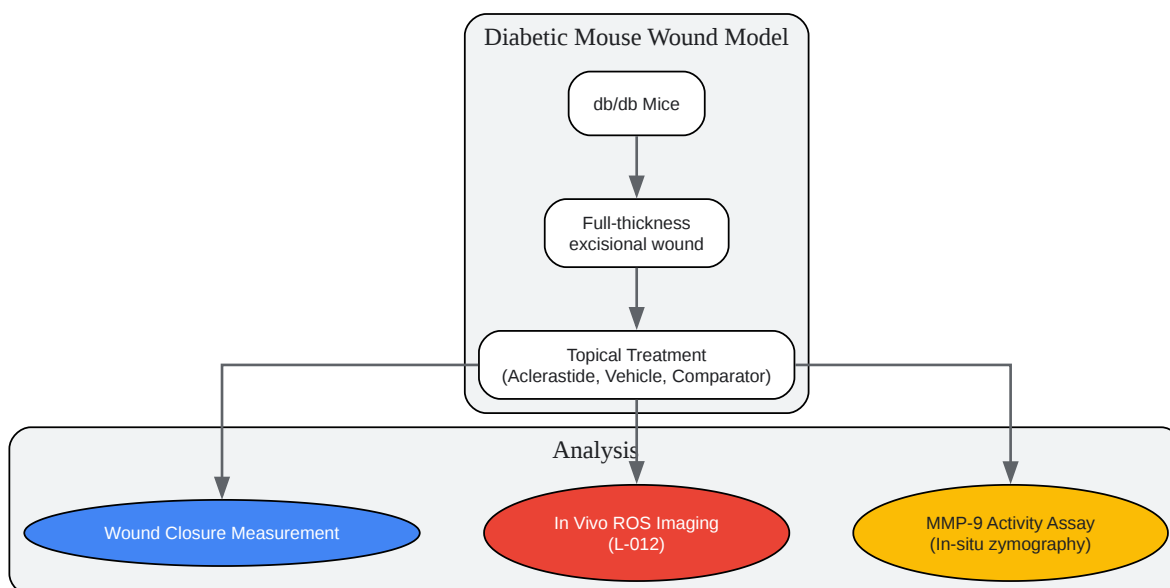 Diabetic Mouse Wound Model
db/db Mice
Full-thickness
excisional wound
Topical Treatment
(Aclerastide, Vehicle, Comparator)
Analysis
Wound Closure Measurement
In Vivo ROS Imaging
(L-012)
MMP-9 Activity Assay
(In-situ zymography)